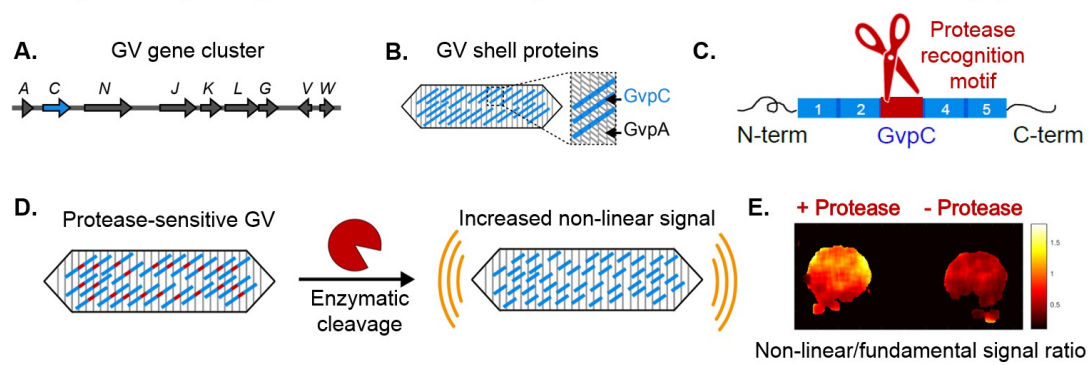 A.
GV gene cluster
A C N J K L G V W
B.
GV shell proteins
GvpC
GvpA
C.
Protease
recognition
motif
1 2 4 5
N-term
GvpC
C-term
D.
Protease-sensitive GV
Enzymatic
cleavage
Increased non-linear signal
E.
+ Protease - Protease
1.5
1
0.5
Non-linear/fundamental signal ratio